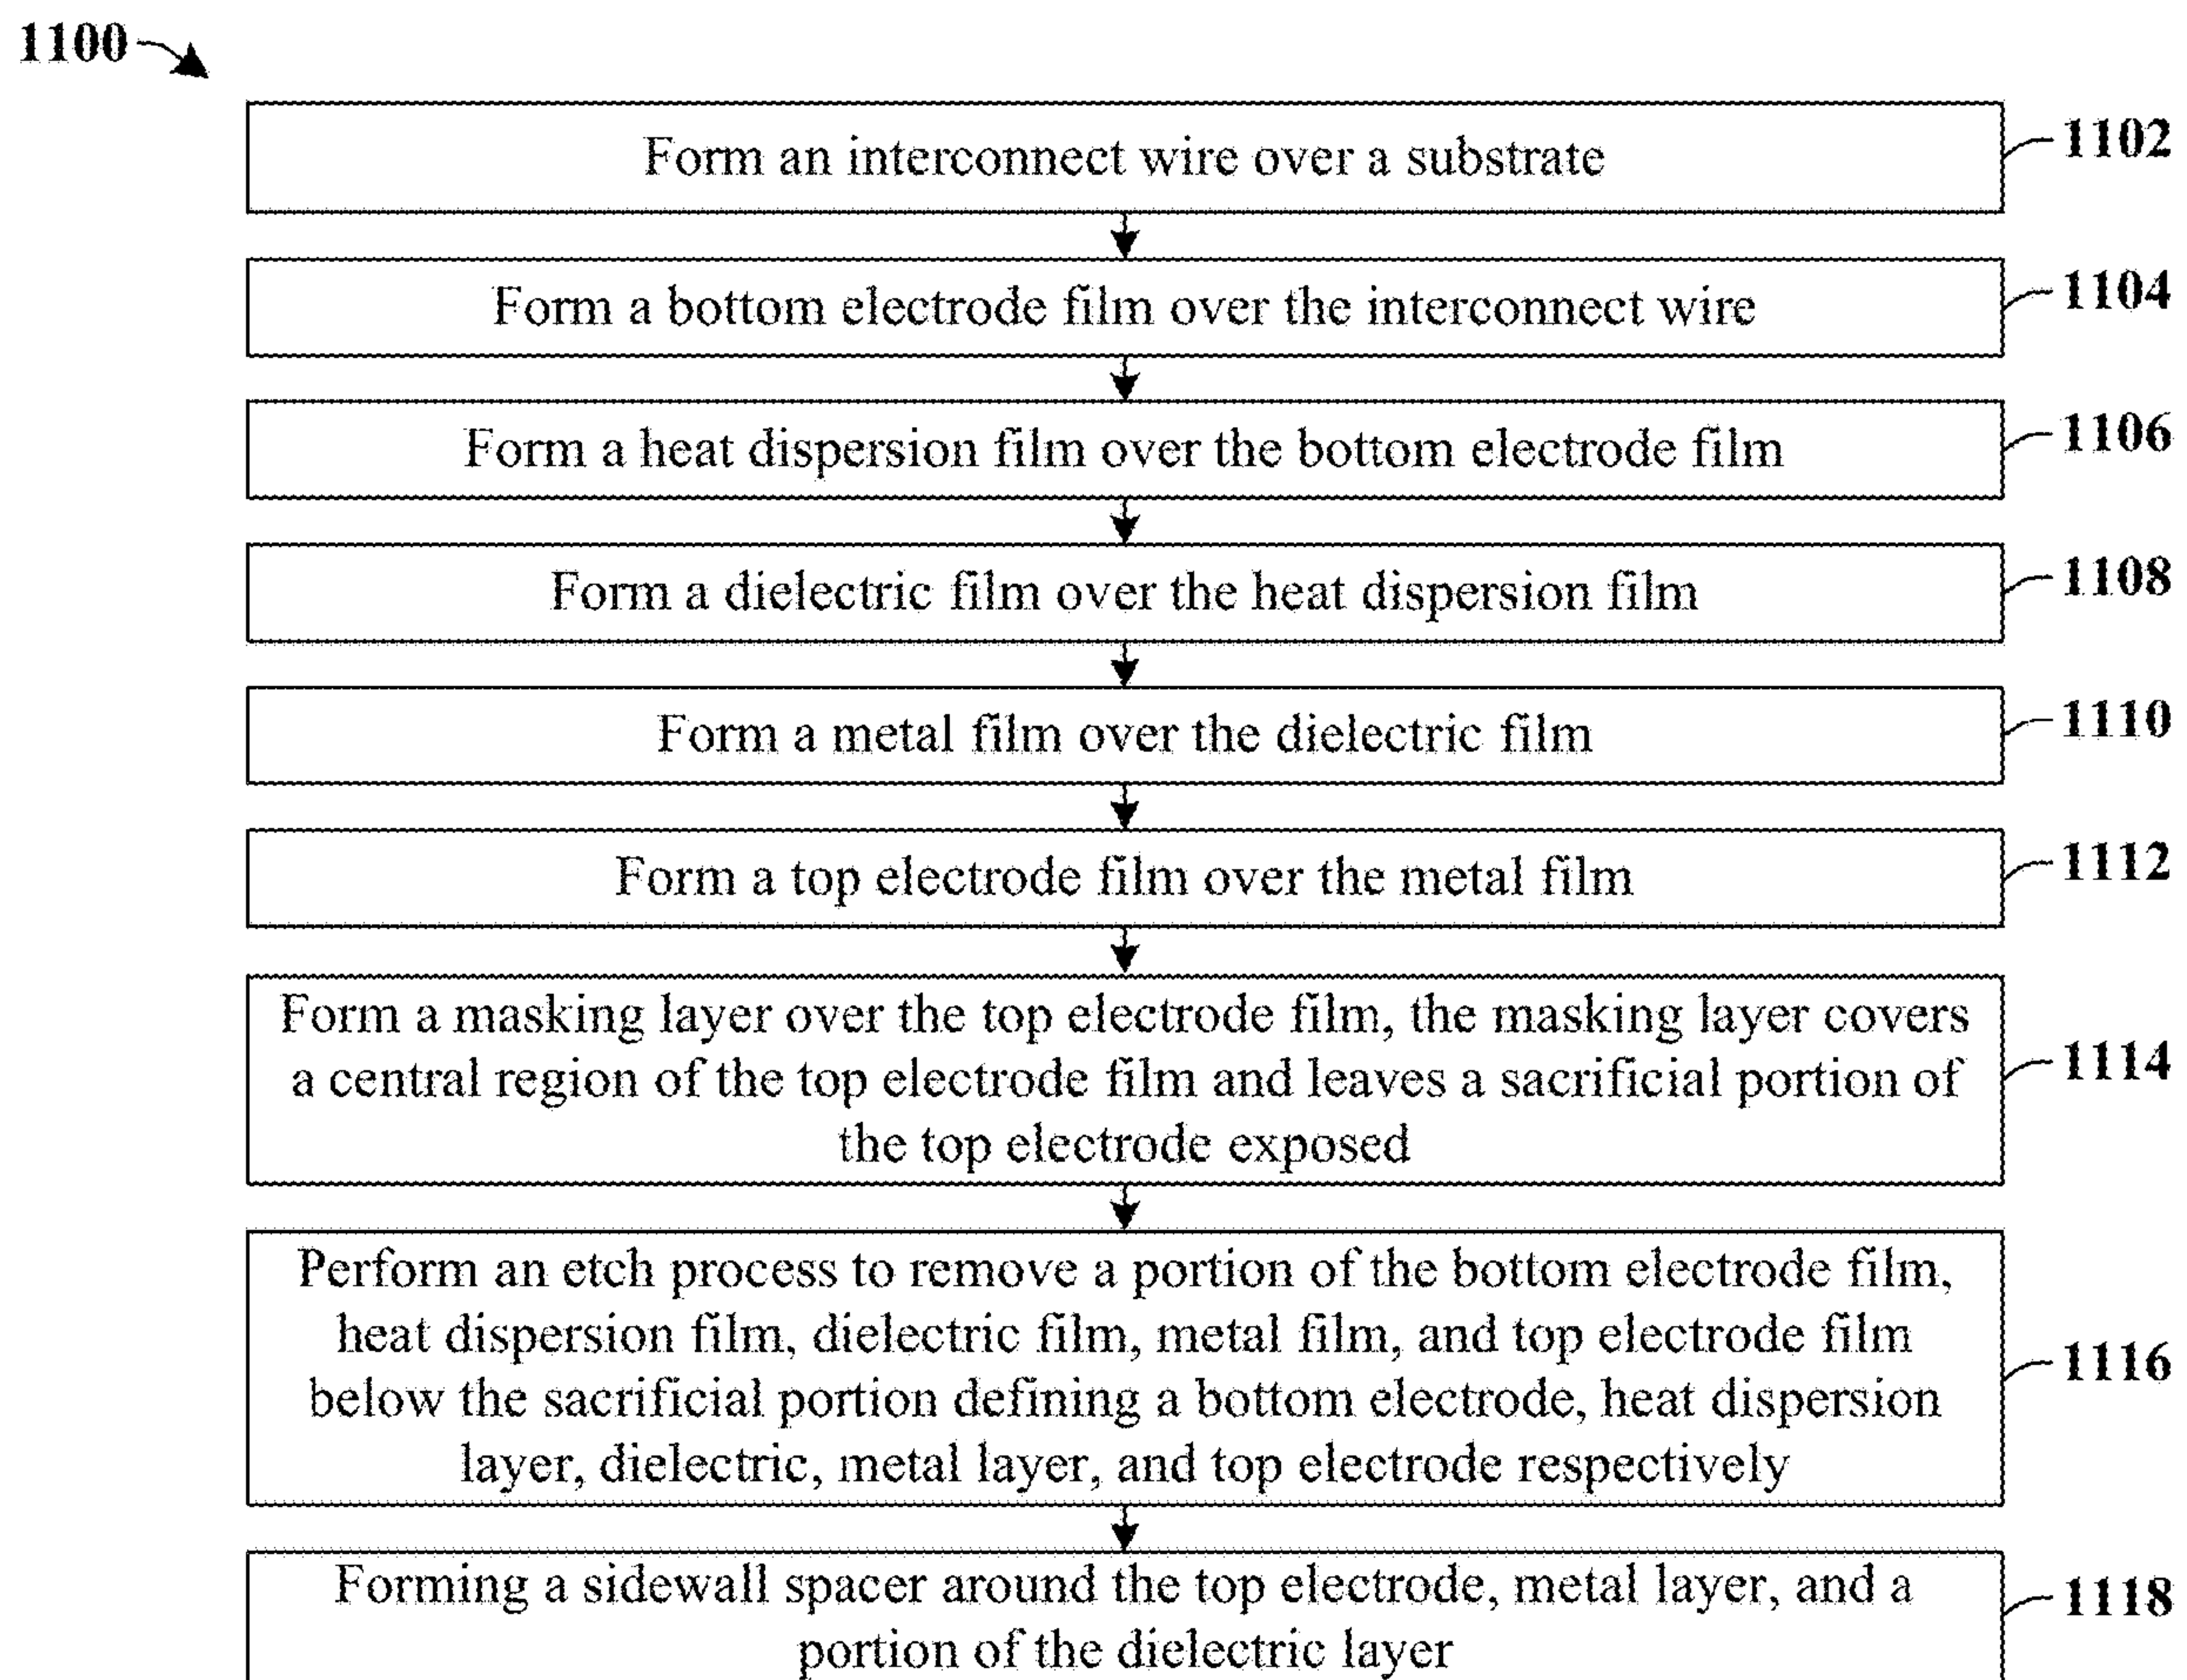 1100
Form an interconnect wire over a substrate
1102
Form a bottom electrode film over the interconnect wire
1104
Form a heat dispersion film over the bottom electrode film
1106
Form a dielectric film over the heat dispersion film
1108
Form a metal film over the dielectric film
1110
Form a top electrode film over the metal film
1112
Form a masking layer over the top electrode film, the masking layer covers
a central region of the top electrode film and leaves a sacrificial portion of
the top electrode exposed
1114
Perform an etch process to remove a portion of the bottom electrode film,
heat dispersion film, dielectric film, metal film, and top electrode film
below the sacrificial portion defining a bottom electrode, heat dispersion
layer, dielectric, metal layer, and top electrode respectively
1116
Forming a sidewall spacer around the top electrode, metal layer, and a
portion of the dielectric layer
1118